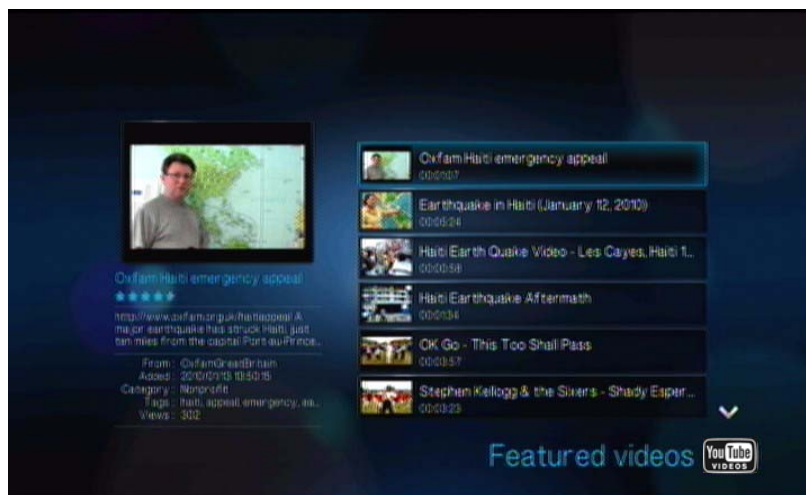 Oxfam Haiti emergency appeal
http://www.oxfam.org.uk/haitiappeal A
major earthquake has struck Haiti, just
ten miles from the capital Port-au-Prince...
From: OxfamGreatBritain
Added: 2010/01/13 10:50:15
Category: Nonprofit
Tags: haiti, appeal, emergency, ea...
Views: 302
Oxfam Haiti emergency appeal
00:01:07
Earthquake in Haiti (January 12, 2010)
00:05:24
Haiti Earth Quake Video - Les Cayes, Haiti 1...
00:00:58
Haiti Earthquake Aftermath
00:01:34
OK Go - This Too Shall Pass
00:03:57
Stephen Kellogg & the Sixers - Shady Esper...
00:03:23
Featured videos
YouTube
VIDEOS